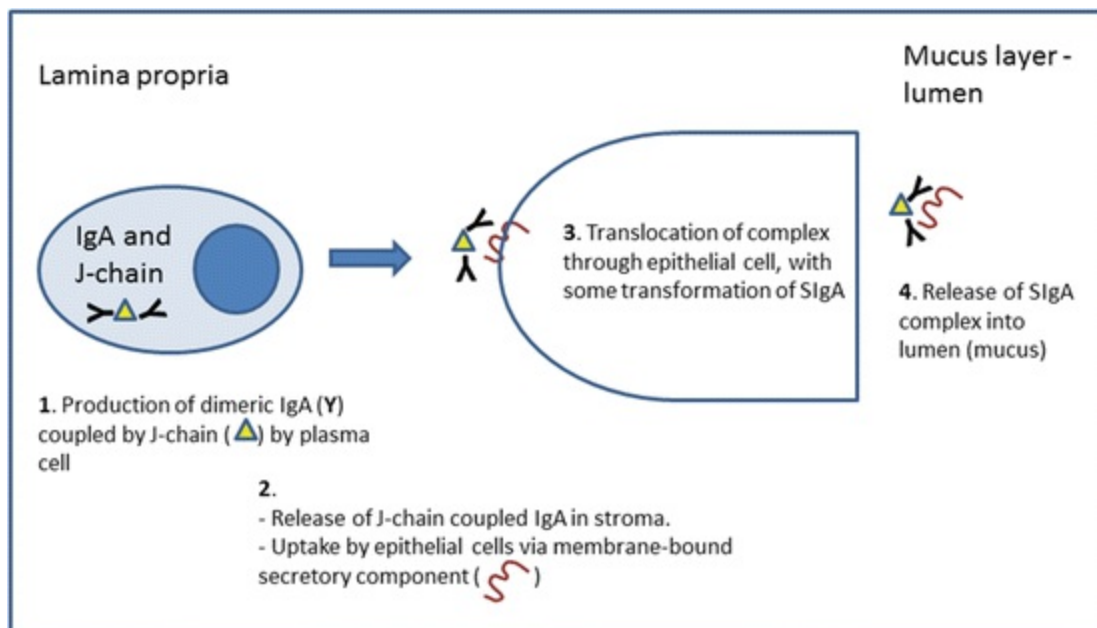 Lamina propria
Mucus layer -
lumen
IgA and
J-chain
3. Translocation of complex
through epithelial cell, with
some transformation of SIgA
4. Release of SIgA
complex into
lumen (mucus)
1. Production of dimeric IgA (Y)
coupled by J-chain ( ) by plasma
cell
2.
- Release of J-chain coupled IgA in stroma.
- Uptake by epithelial cells via membrane-bound
secretory component ( )